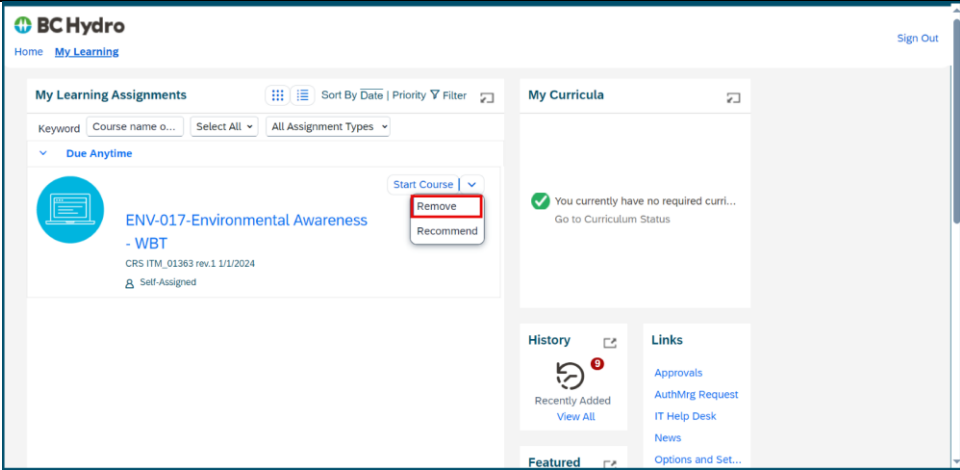 BC Hydro
Sign Out
Home My Learning
My Learning Assignments
Sort By Date | Priority Filter
Keyword Course name o... Select All All Assignment Types
Due Anytime
Start Course
Remove
Recommend
ENV-017-Environmental Awareness
- WBT
CRS ITM_01363 rev.1 1/1/2024
Self-Assigned
My Curricula
You currently have no required curri...
Go to Curriculum Status
History
9
Recently Added
View All
Links
Approvals
AuthMrg Request
IT Help Desk
News
Options and Set...
Featured